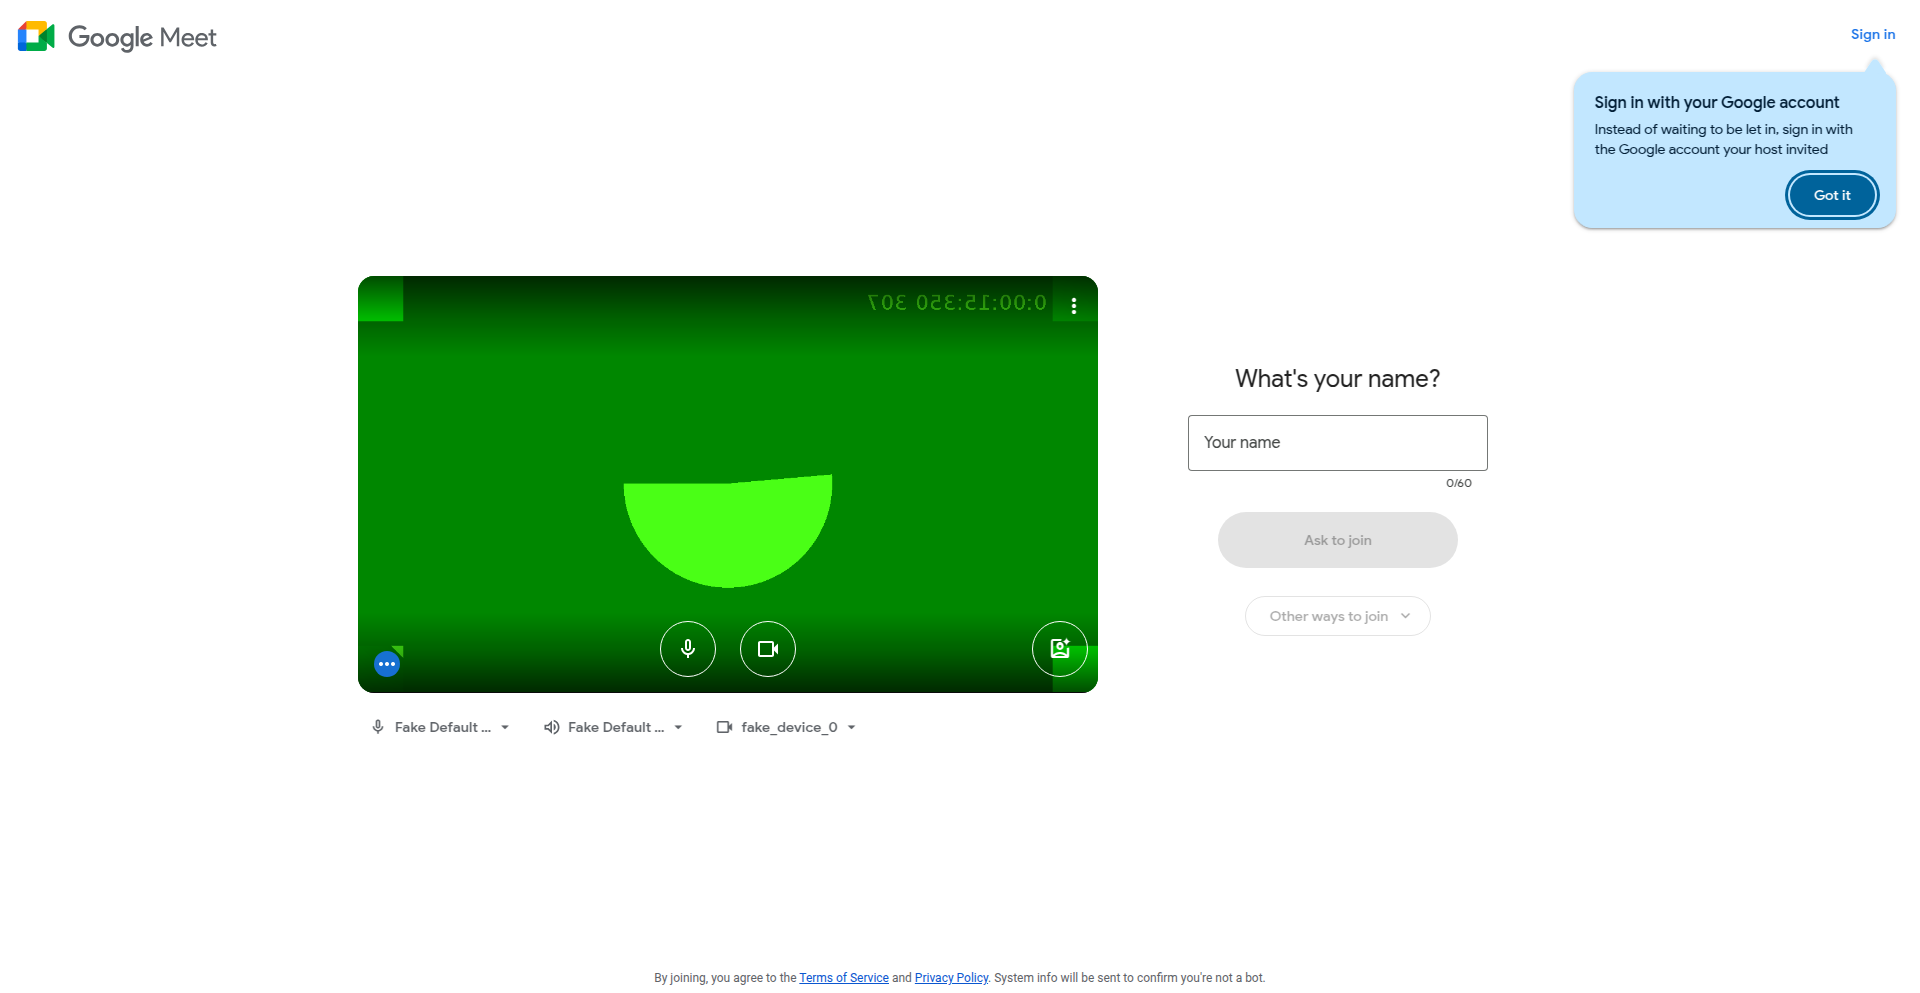 Google Meet
Sign in
Sign in with your Google account
Instead of waiting to be let in, sign in with
the Google account your host invited
Got it
0:00:15:350 307
What's your name?
Your name
0/60
Ask to join
Other ways to join
Fake Default ...
Fake Default ...
fake_device_0
By joining, you agree to the Terms of Service and Privacy Policy. System info will be sent to confirm you're not a bot.